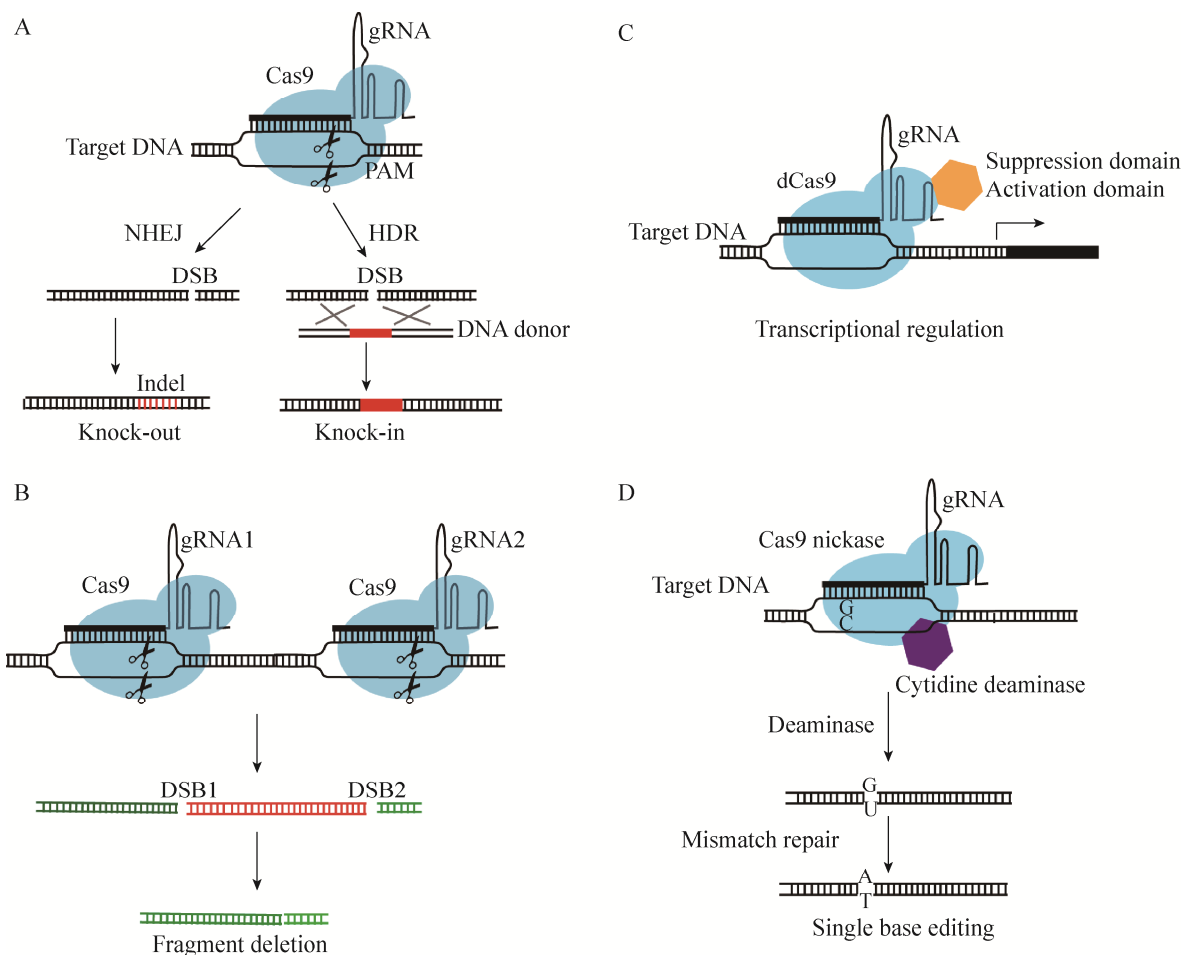 A
gRNA
Cas9
Target DNA
PAM
NHEJ
HDR
DSB
DSB
DNA donor
Indel
Knock-out
Knock-in
B
gRNA1
gRNA2
Cas9
Cas9
DSB1
DSB2
Fragment deletion
C
gRNA
dCas9
Suppression domain
Activation domain
Target DNA
Transcriptional regulation
D
gRNA
Cas9 nickase
Target DNA
G
C
Cytidine deaminase
Deaminase
G
U
Mismatch repair
A
T
Single base editing